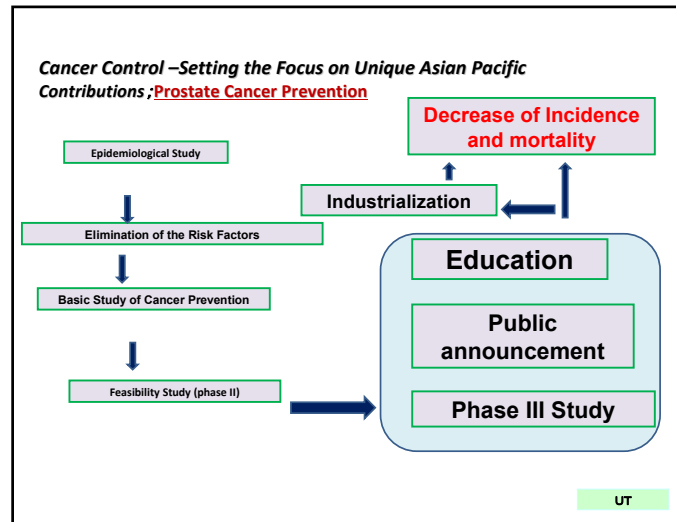 Cancer Control –Setting the Focus on Unique Asian Pacific
Contributions ;Prostate Cancer Prevention
Decrease of Incidence
and mortality
Epidemiological Study
Industrialization
Elimination of the Risk Factors
Education
Basic Study of Cancer Prevention
Public
announcement
Feasibility Study (phase II)
Phase III Study
UT